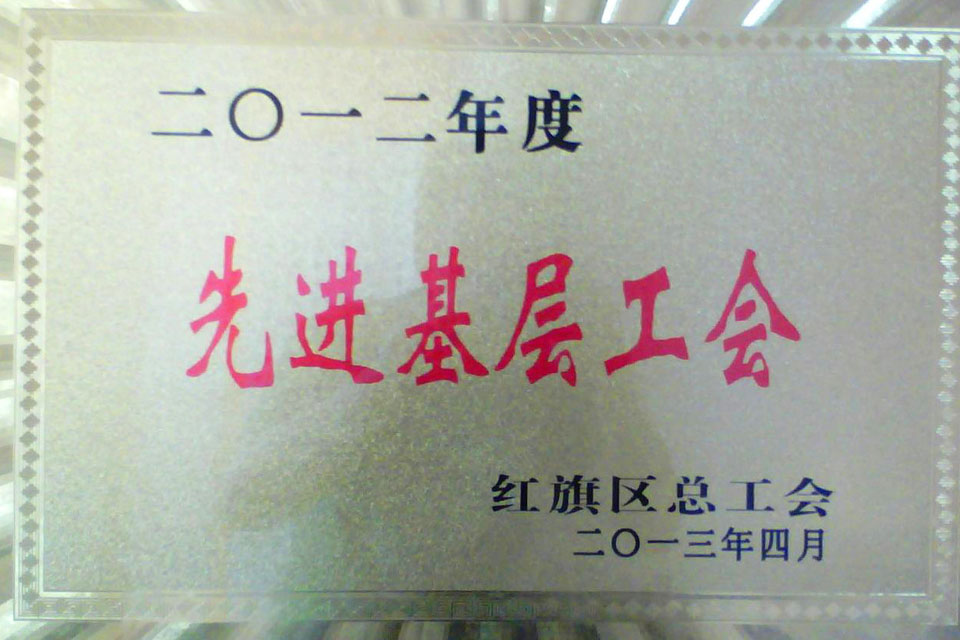 二〇一二年度
先进基层工会
红旗区总工会
二〇一三年四月